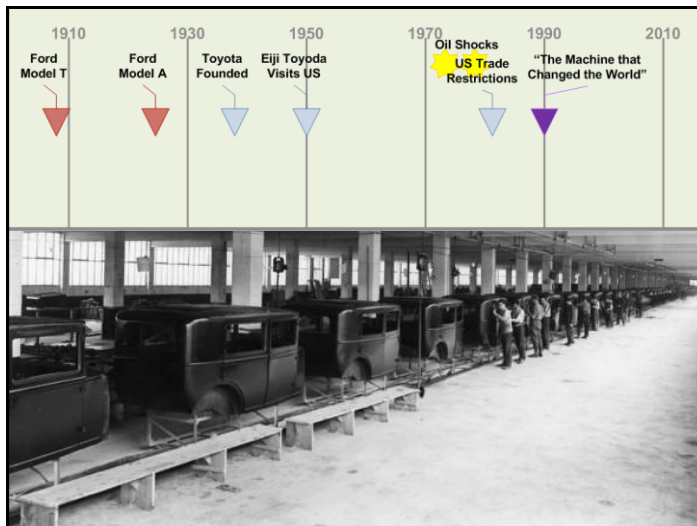 1910 1930 1950 1970 1990 2010
Ford
Model T
Ford
Model A
Toyota
Founded
Eiji Toyoda
Visits US
Oil Shocks
US Trade
Restrictions
“The Machine that
Changed the World”